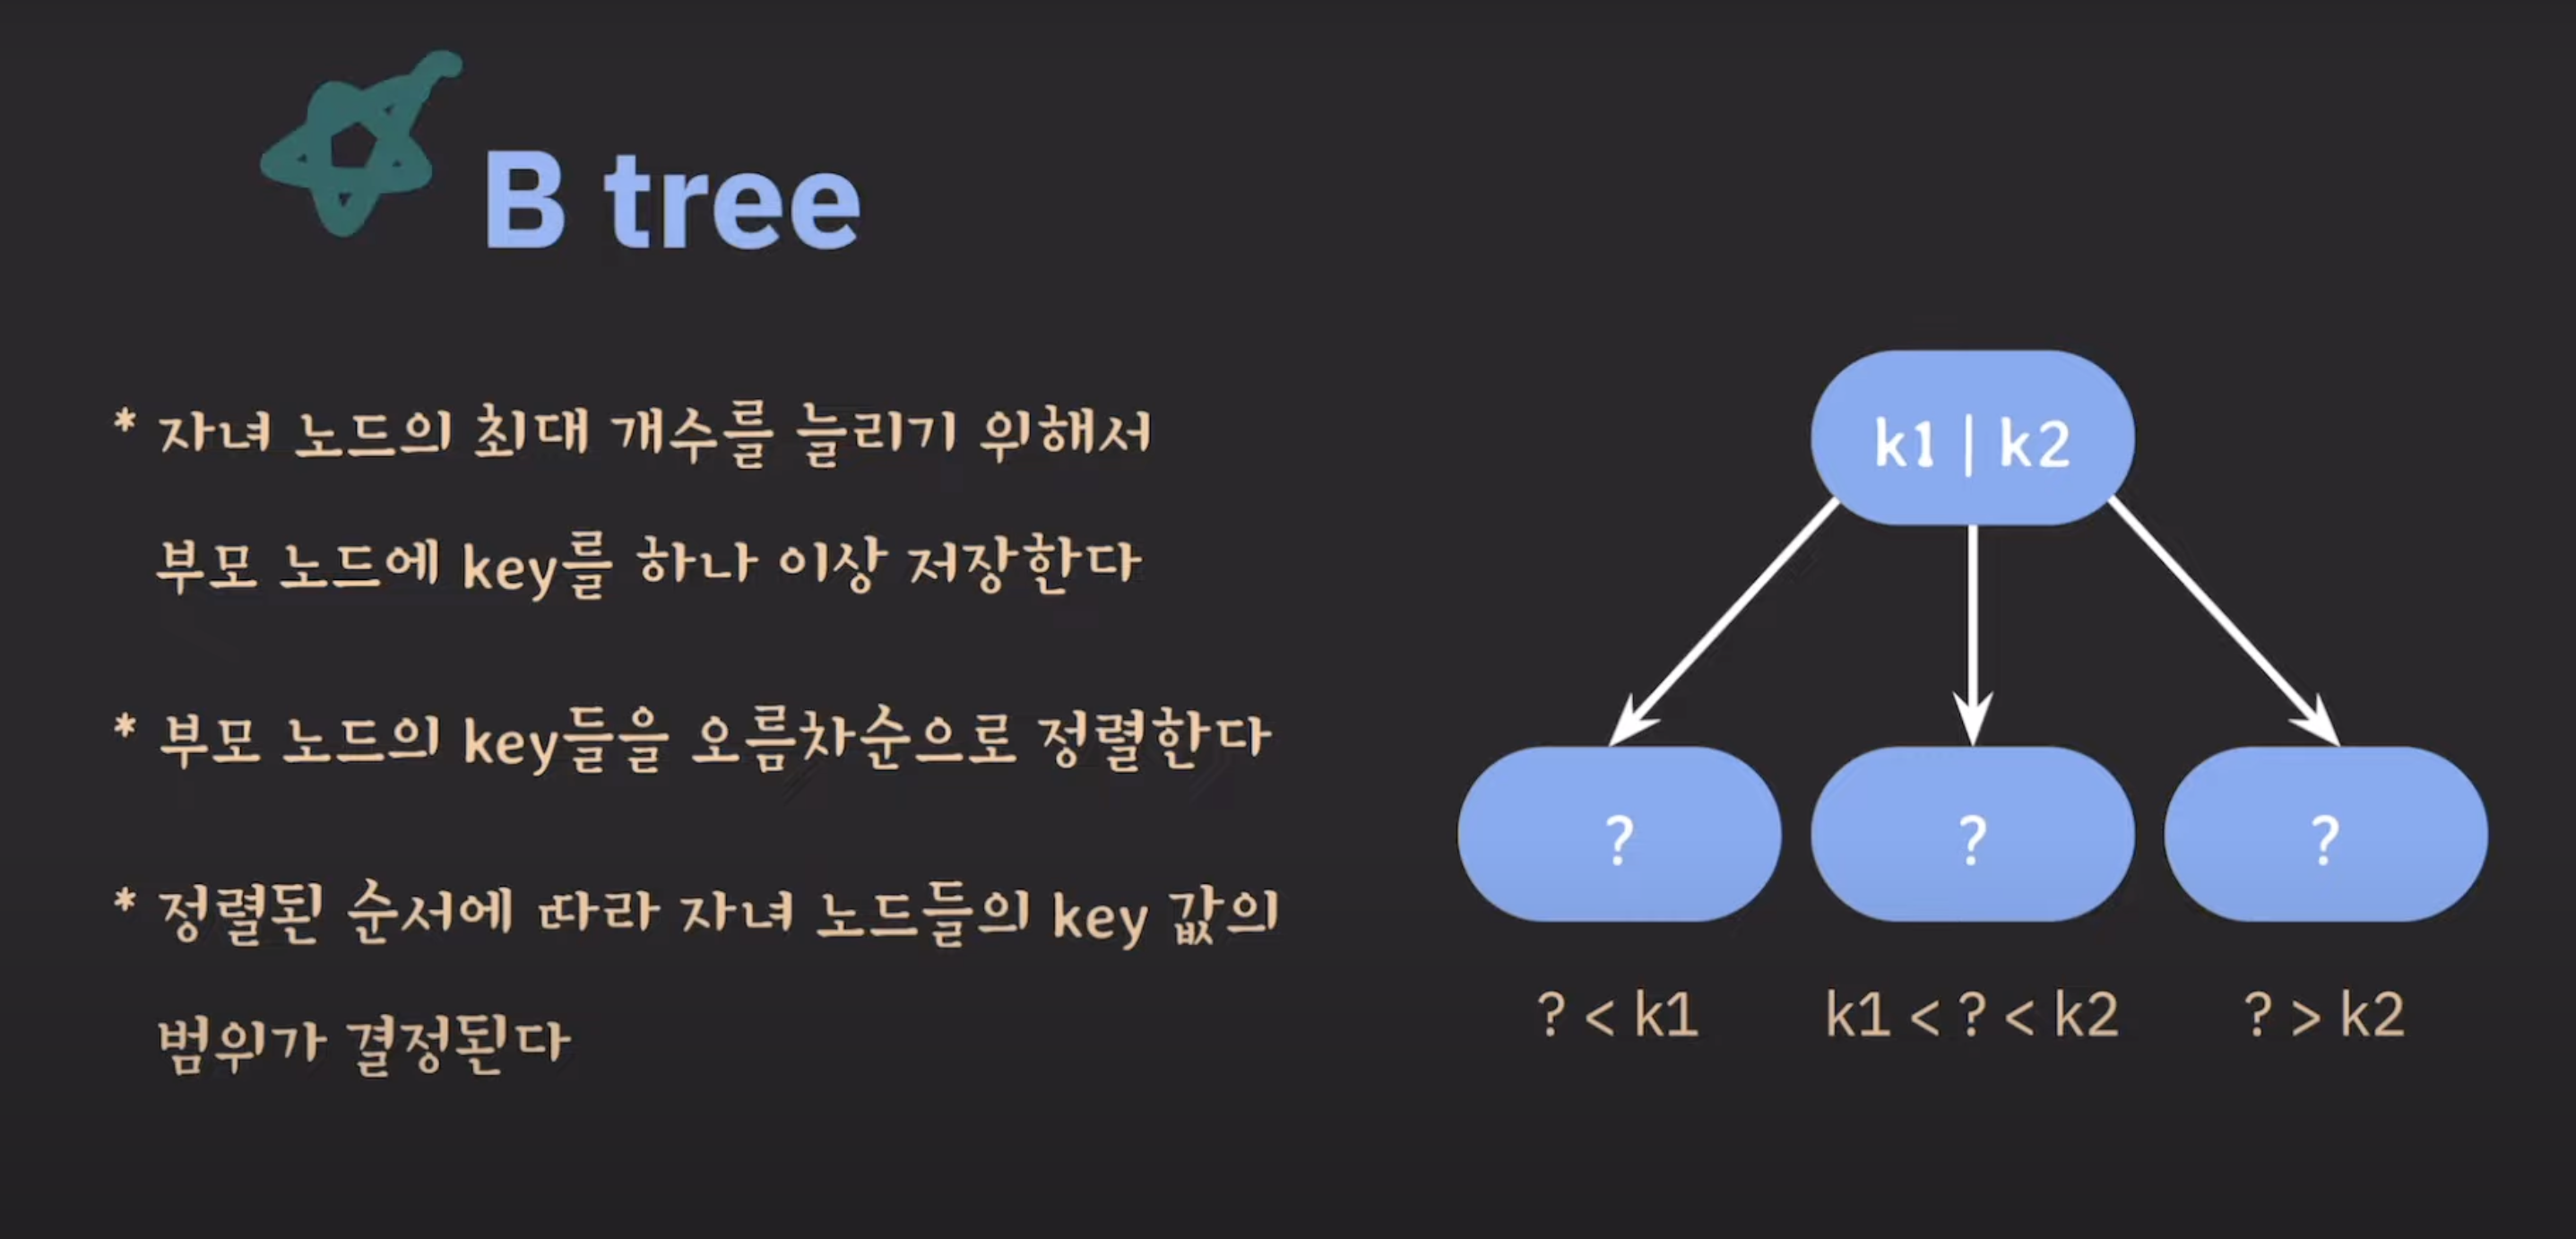 B tree
* 자녀 노드의 최대 개수를 늘리기 위해서
부모 노드에 key를 하나 이상 저장한다
* 부모 노드의 key들을 오름차순으로 정렬한다
* 정렬된 순서에 따라 자녀 노드들의 key 값의
범위가 결정된다
k1 | k2
? ? ?
? < k1 k1 < ? < k2 ? > k2